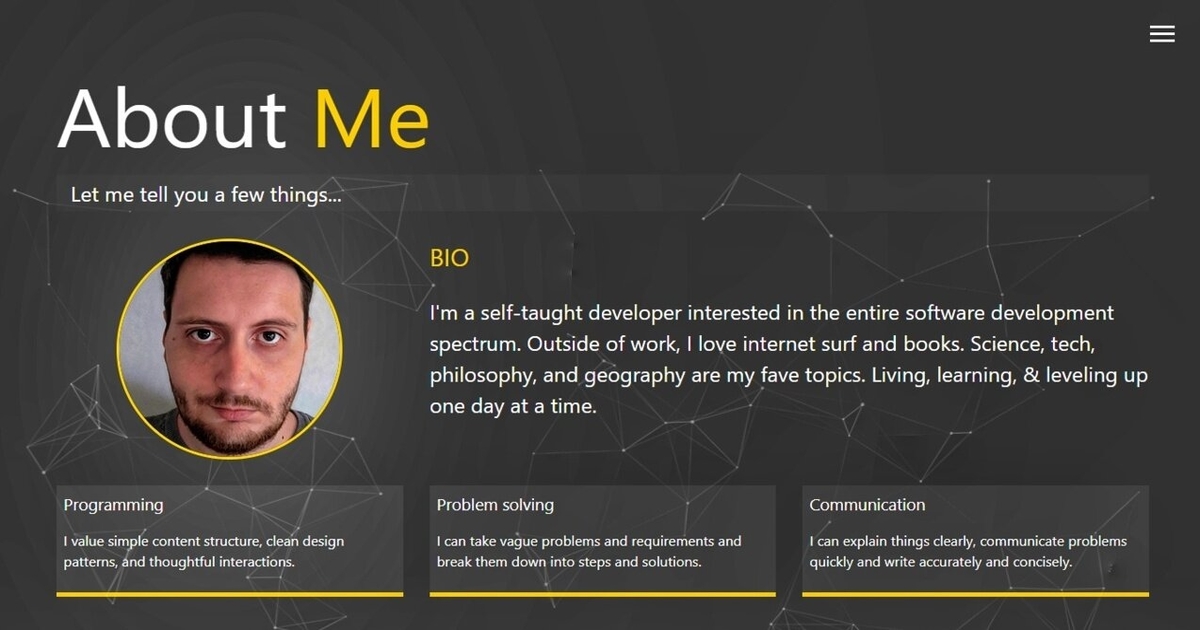 About Me
Let me tell you a few things...
BIO
I'm a self-taught developer interested in the entire software development
spectrum. Outside of work, I love internet surf and books. Science, tech,
philosophy, and geography are my fave topics. Living, learning, & leveling up
one day at a time.
Programming
I value simple content structure, clean design
patterns, and thoughtful interactions.
Problem solving
I can take vague problems and requirements and
break them down into steps and solutions.
Communication
I can explain things clearly, communicate problems
quickly and write accurately and concisely.